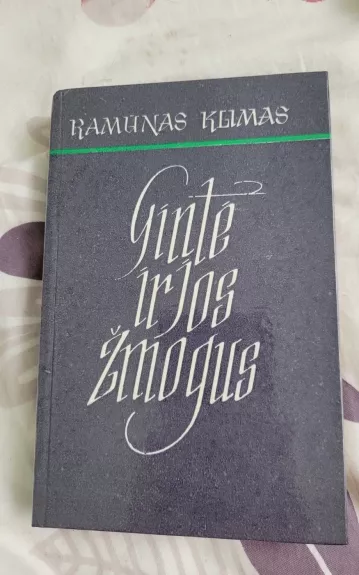 RAMŪNAS KLIMAS
Gintė
ir jos
žmogus